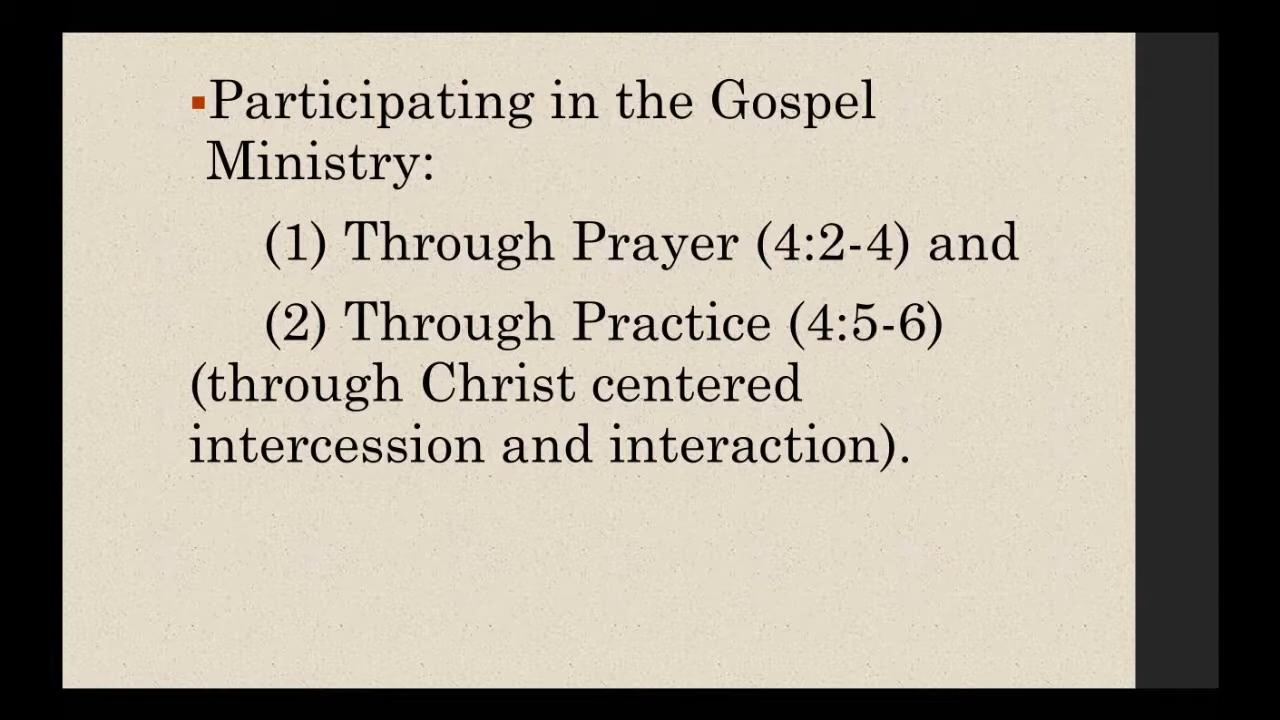 ▪Participating in the Gospel
Ministry:
(1) Through Prayer (4:2-4) and
(2) Through Practice (4:5-6)
(through Christ centered
intercession and interaction).